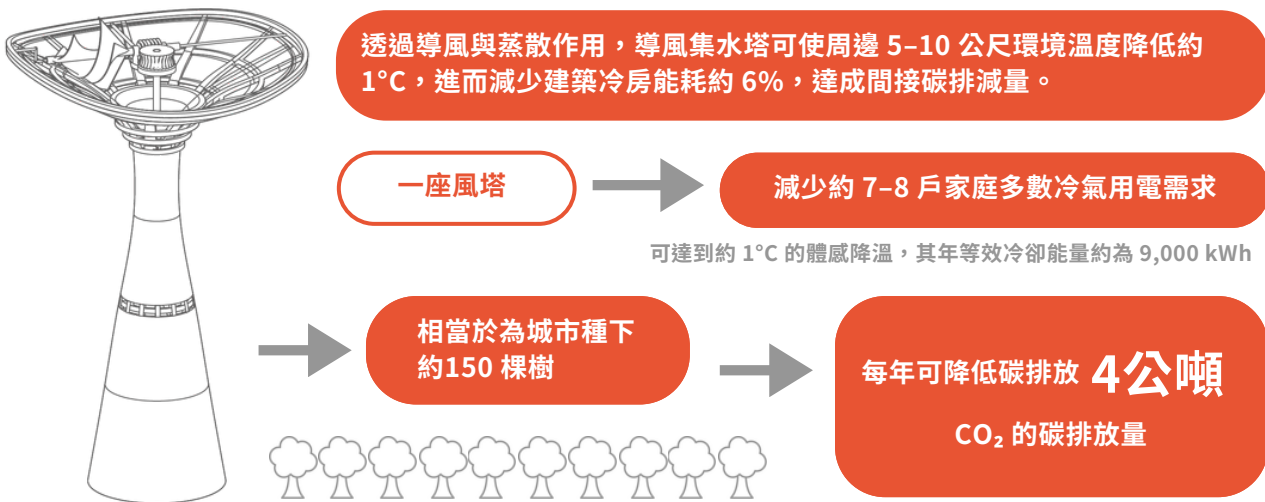 透過導風與蒸散作用，導風集水塔可使周邊 5–10 公尺環境溫度降低約
1°C，進而減少建築冷房能耗約 6%，達成間接碳排減量。
一座風塔
減少約 7–8 戶家庭多數冷氣用電需求
可達到約 1°C 的體感降溫，其年等效冷卻能量約為 9,000 kWh
相當於為城市種下
約150 棵樹
每年可降低碳排放 4公噸
CO₂ 的碳排放量